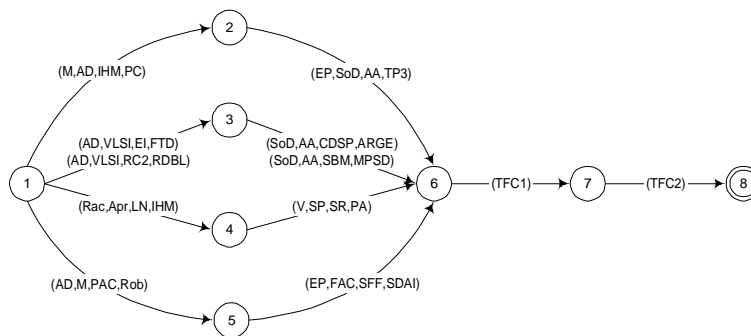 2
(M,AD,IHM,PC)
(EP,SoD,AA,TP3)
3
(AD,VLSI,EI,FTD)
(SoD,AA,CDSP,ARGE)
(AD,VLSI,RC2,RDBL)
(SoD,AA,SBM,MPSD)
1
6
(TFC1)
7
(TFC2)
8
(Rac,Apr,LN,IHM)
4
(V,SP,SR,PA)
(AD,M,PAC,Rob)
(EP,FAC,SFF,SDAI)
5